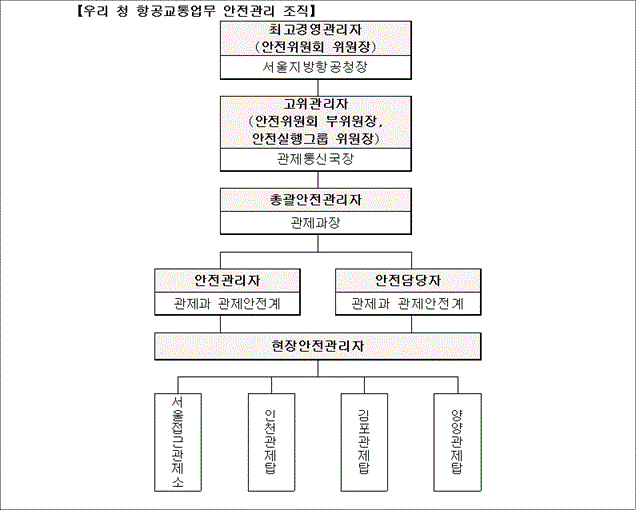 【우리 청 항공교통업무 안전관리 조직】
최고경영관리자
(안전위원회 위원장)
서울지방항공청장
고위관리자
(안전위원회 부위원장,
안전실행그룹 위원장)
관제통신국장
총괄안전관리자
관제과장
안전관리자
관제과 관제안전계
안전담당자
관제과 관제안전계
현장안전관리자
서울접근관제소
인천관제탑
김포관제탑
양양관제탑